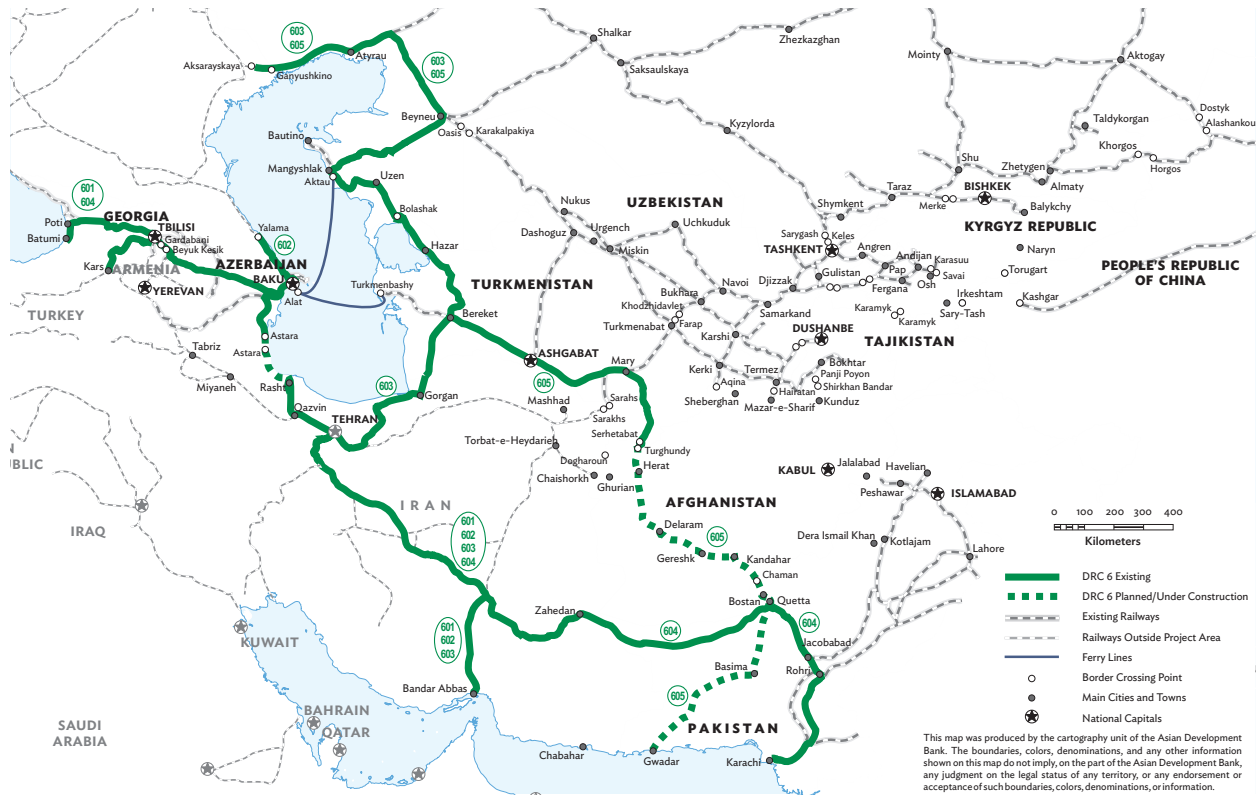 Shalkar
Zhezkazghan
603
605
Atyrau
Aksarayskaya
Ganyushkino
603
605
Saksaulskaya
Mointy
Aktogay
Beyneu
Oasis
Karakalpakiya
Kyzylorda
Dostyk
Alashankou
Taldykorgan
Bautino
Khorgos
Horgos
Shu
Zhetygen
Mangyshlak
Aktau
Uzen
Almaty
BISHKEK
Taraz
Merke
601
604
GEORGIA
Bolashak
Nukus
UZBEKISTAN
Shymkent
Balykchy
KYRGYZ REPUBLIC
Poti
TBILISI
Batumi
Gardabani
Beyuk Kesik
Yalama
602
Dashoguz
Urgench
Uchkuduk
Sarygash
Keles
TASHKENT
Miskin
Angren
Andijan
Karasuu
Naryn
Hazar
Kars
ARMENIA
AZERBAIJAN
BAKU
Gulistan
Pap
Savai
Torugart
PEOPLE'S REPUBLIC
OF CHINA
YEREVAN
Alat
Turkmenbashy
TURKMENISTAN
Navoi
Djizzak
Fergana
Osh
Bukhara
Khodzhidavlet
Samarkand
Irkeshtam
Kashgar
Sary-Tash
TURKEY
Bereket
Turkmenabat
Farap
Karamyk
Karamyk
DUSHANBE
TAJIKISTAN
Astara
Astara
Karshi
Tabriz
ASHGABAT
Mary
Kerki
Termez
Bokhtar
Panji Poyon
Shirkhan Bandar
Miyaneh
Rasht
603
605
Aqina
Hairatan
Gorgan
Mashhad
Sarahs
Sheberghan
Mazar-e-Sharif
Kunduz
Qazvin
TEHRAN
Sarakhs
Serhetabat
Torbat-e-Heydarieh
Turghundy
BLIC
Dogharoun
Herat
KABUL
Jalalabad
Havelian
Chaishorkh
Ghurian
Peshawar
ISLAMABAD
IRAN
AFGHANISTAN
IRAQ
601
602
603
604
Delaram
605
0 100 200 300 400
Kilometers
Dera Ismail Khan
Kotlajam
Lahore
Gereshk
Kandahar
Chaman
DRC 6 Existing
Bostan
Quetta
DRC 6 Planned/Under Construction
Zahedan
604
604
Existing Railways
KUWAIT
601
602
603
Jacobabad
Railways Outside Project Area
Ferry Lines
Basima
Rohri
Border Crossing Point
Bandar Abbas
605
Main Cities and Towns
BAHRAIN
National Capitals
SAUDI
ARABIA
QATAR
PAKISTAN
Chabahar
Gwadar
Karachi
This map was produced by the cartography unit of the Asian Development
Bank. The boundaries, colors, denominations, and any other information
shown on this map do not imply, on the part of the Asian Development Bank,
any judgment on the legal status of any territory, or any endorsement or
acceptance of such boundaries, colors, denominations, or information.